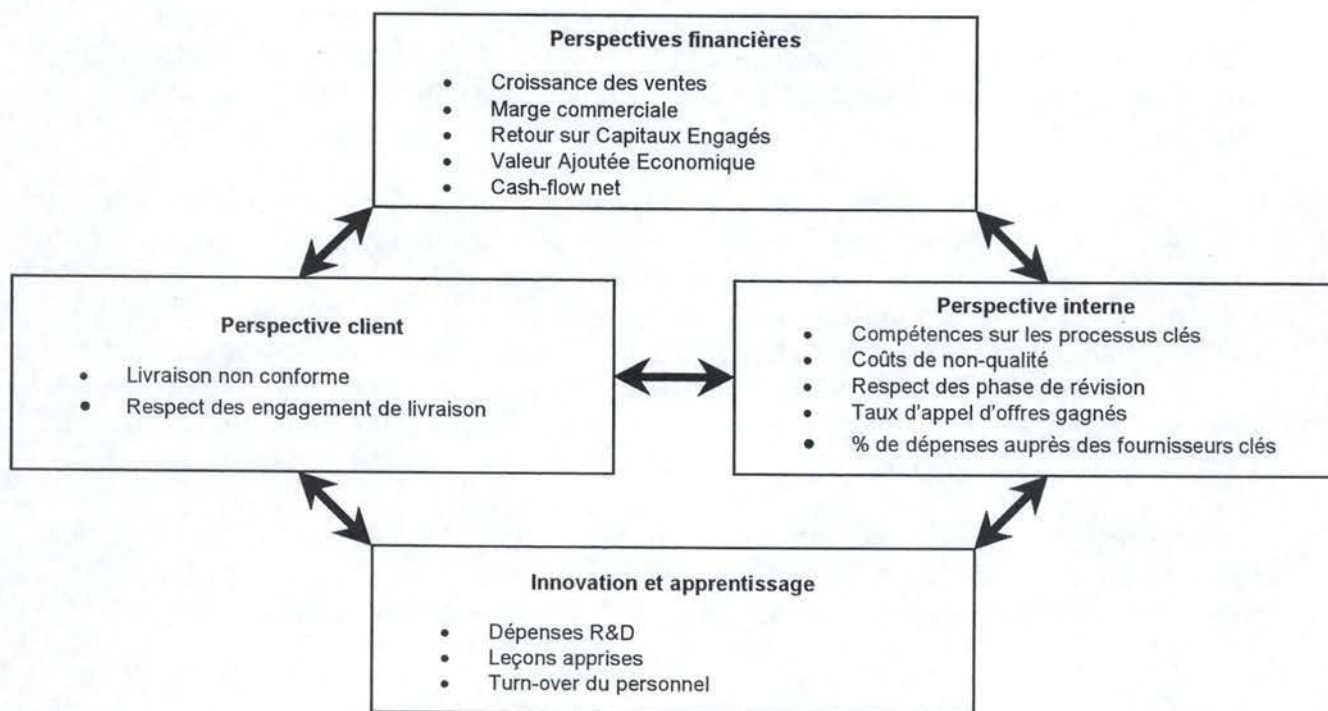 Perspectives financières
• Croissance des ventes
• Marge commerciale
• Retour sur Capitaux Engagés
• Valeur Ajoutée Economique
• Cash-flow net
Perspective client
• Livraison non conforme
• Respect des engagement de livraison
Perspective interne
• Compétences sur les processus clés
• Coûts de non-qualité
• Respect des phase de révision
• Taux d'appel d'offres gagnés
• % de dépenses auprès des fournisseurs clés
Innovation et apprentissage
• Dépenses R&D
• Leçons apprises
• Turn-over du personnel